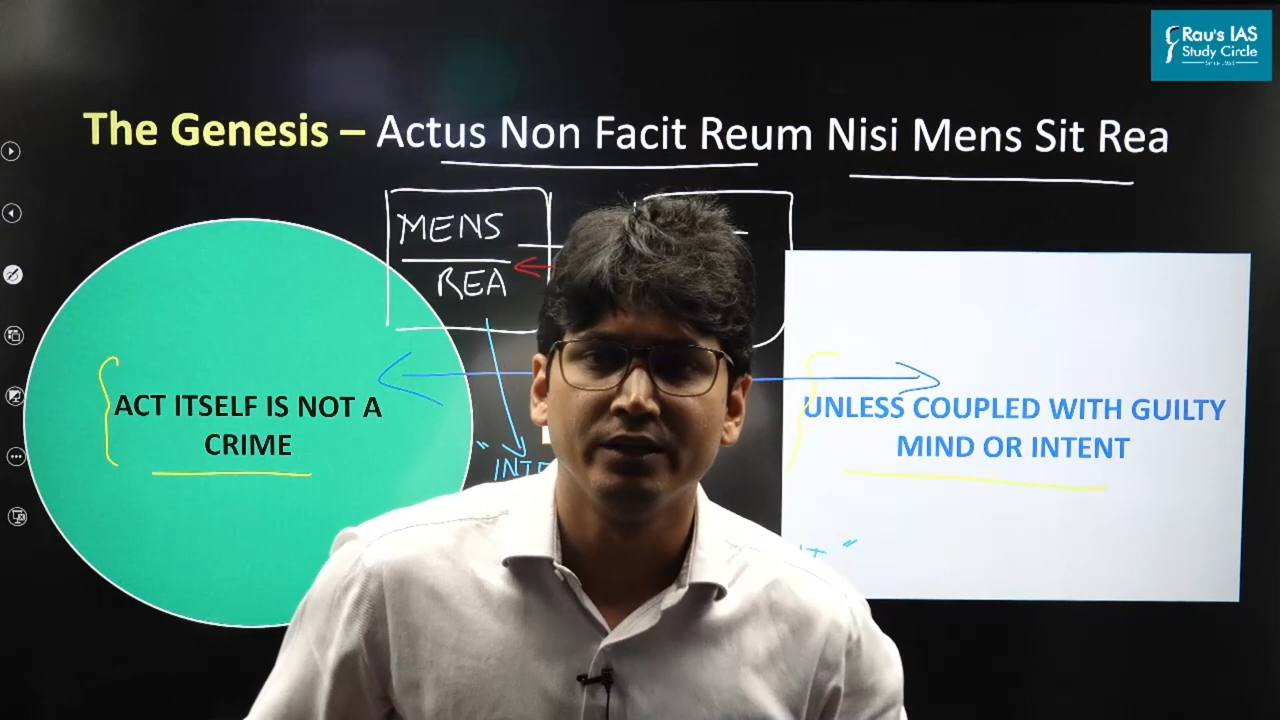 Rau's IAS
Study Circle
The Genesis – Actus Non Facit Reum Nisi Mens Sit Rea
MENS
REA
ACT ITSELF IS NOT A
CRIME
UNLESS COUPLED WITH GUILTY
MIND OR INTENT